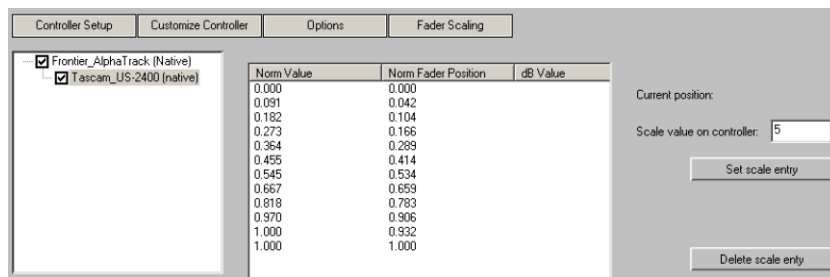 Controller Setup Customize Controller Options Fader Scaling
Frontier_AlphaTrack (Native)
Tascam_US-2400 (native)
Norm Value Norm Fader Position dB Value
0.000 0.000
0.091 0.042
0.182 0.104
0.273 0.166
0.364 0.289
0.455 0.414
0.545 0.534
0.667 0.659
0.818 0.783
0.970 0.906
1.000 0.932
1.000 1.000
Current position:
Scale value on controller: 5
Set scale entry
Delete scale enty